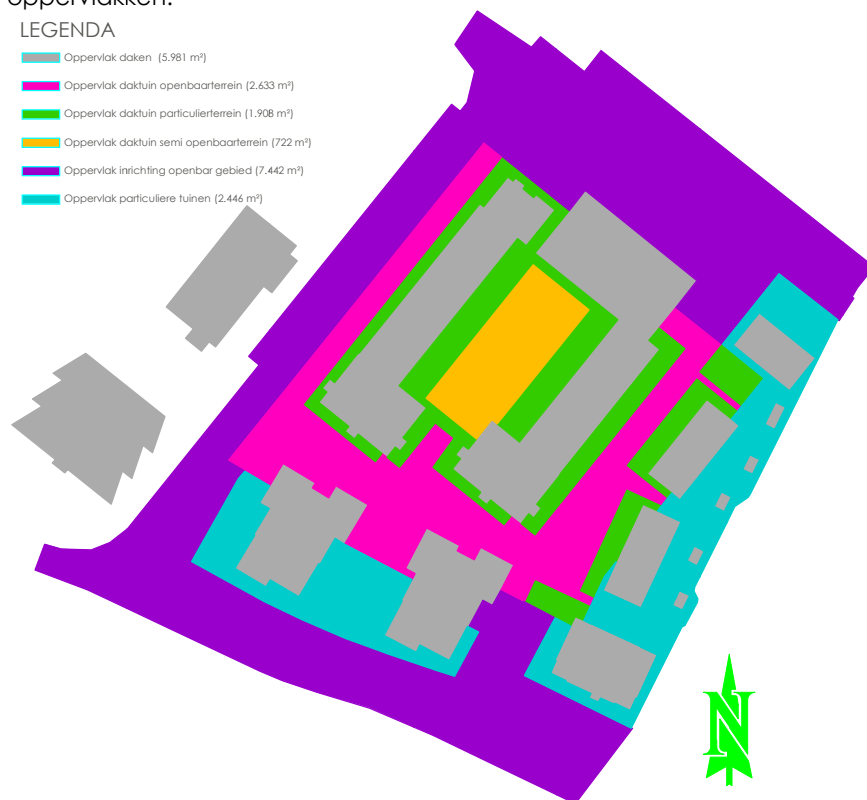 oppervlakken:
LEGENDA
Oppervlak daken (5.981 m²)
Oppervlak daktuin openbaarterrein (2.633 m²)
Oppervlak daktuin particulierterrein (1.908 m²)
Oppervlak daktuin semi openbaarterrein (722 m²)
Oppervlak inrichting openbar gebied (7.442 m²)
Oppervlak particuliere tuinen (2.446 m²)
N